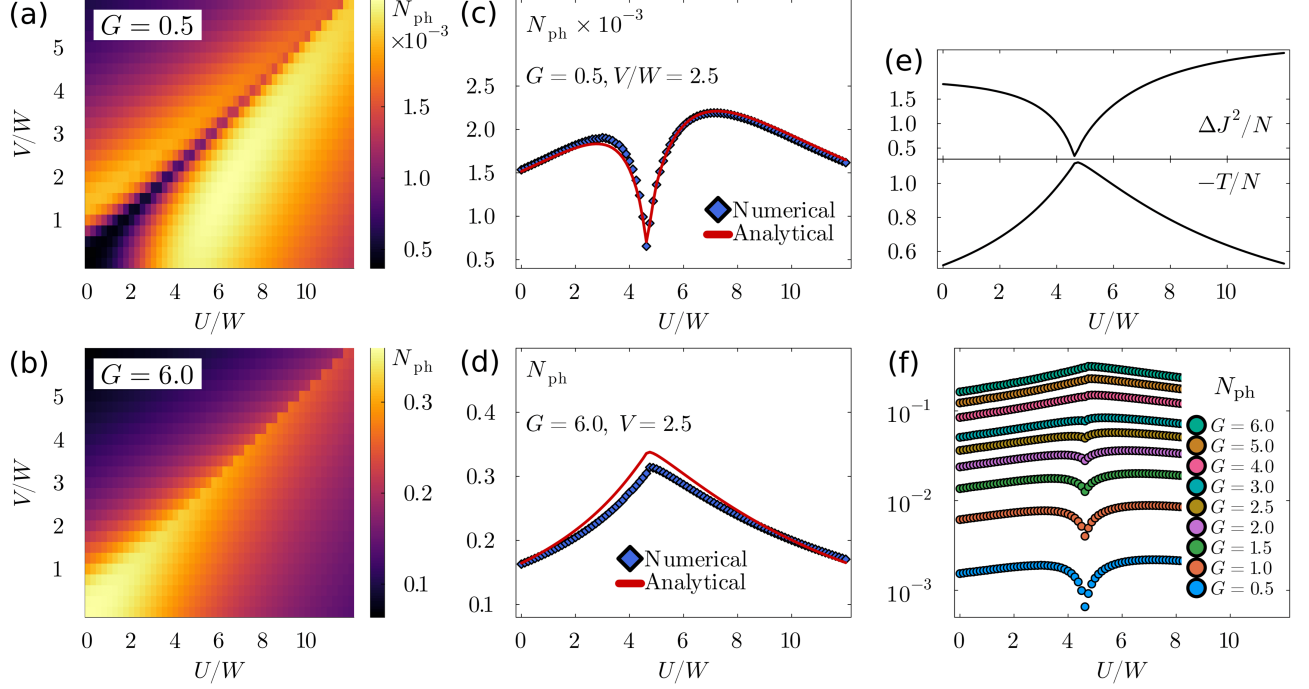 (a)
G = 0.5
N_ph
×10⁻³
2.0
1.5
1.0
0.5
V/W
5
4
3
2
1
0 2 4 6 8 10
U/W
(b)
G = 6.0
N_ph
0.3
0.2
0.1
V/W
5
4
3
2
1
0 2 4 6 8 10
U/W
(c)
N_ph × 10⁻³
G = 0.5, V/W = 2.5
2.5
2.0
1.5
1.0
0.5
Numerical
Analytical
0 2 4 6 8 10
U/W
(d)
N_ph
G = 6.0, V = 2.5
0.4
0.3
0.2
0.1
Numerical
Analytical
0 2 4 6 8 10
U/W
(e)
1.5
1.0
0.5
ΔJ²/N
−T/N
1.0
0.8
0.6
0 2 4 6 8 10
U/W
(f)
N_ph
10⁻¹
10⁻²
10⁻³
G = 6.0
G = 5.0
G = 4.0
G = 3.0
G = 2.5
G = 2.0
G = 1.5
G = 1.0
G = 0.5
0 2 4 6 8 10
U/W